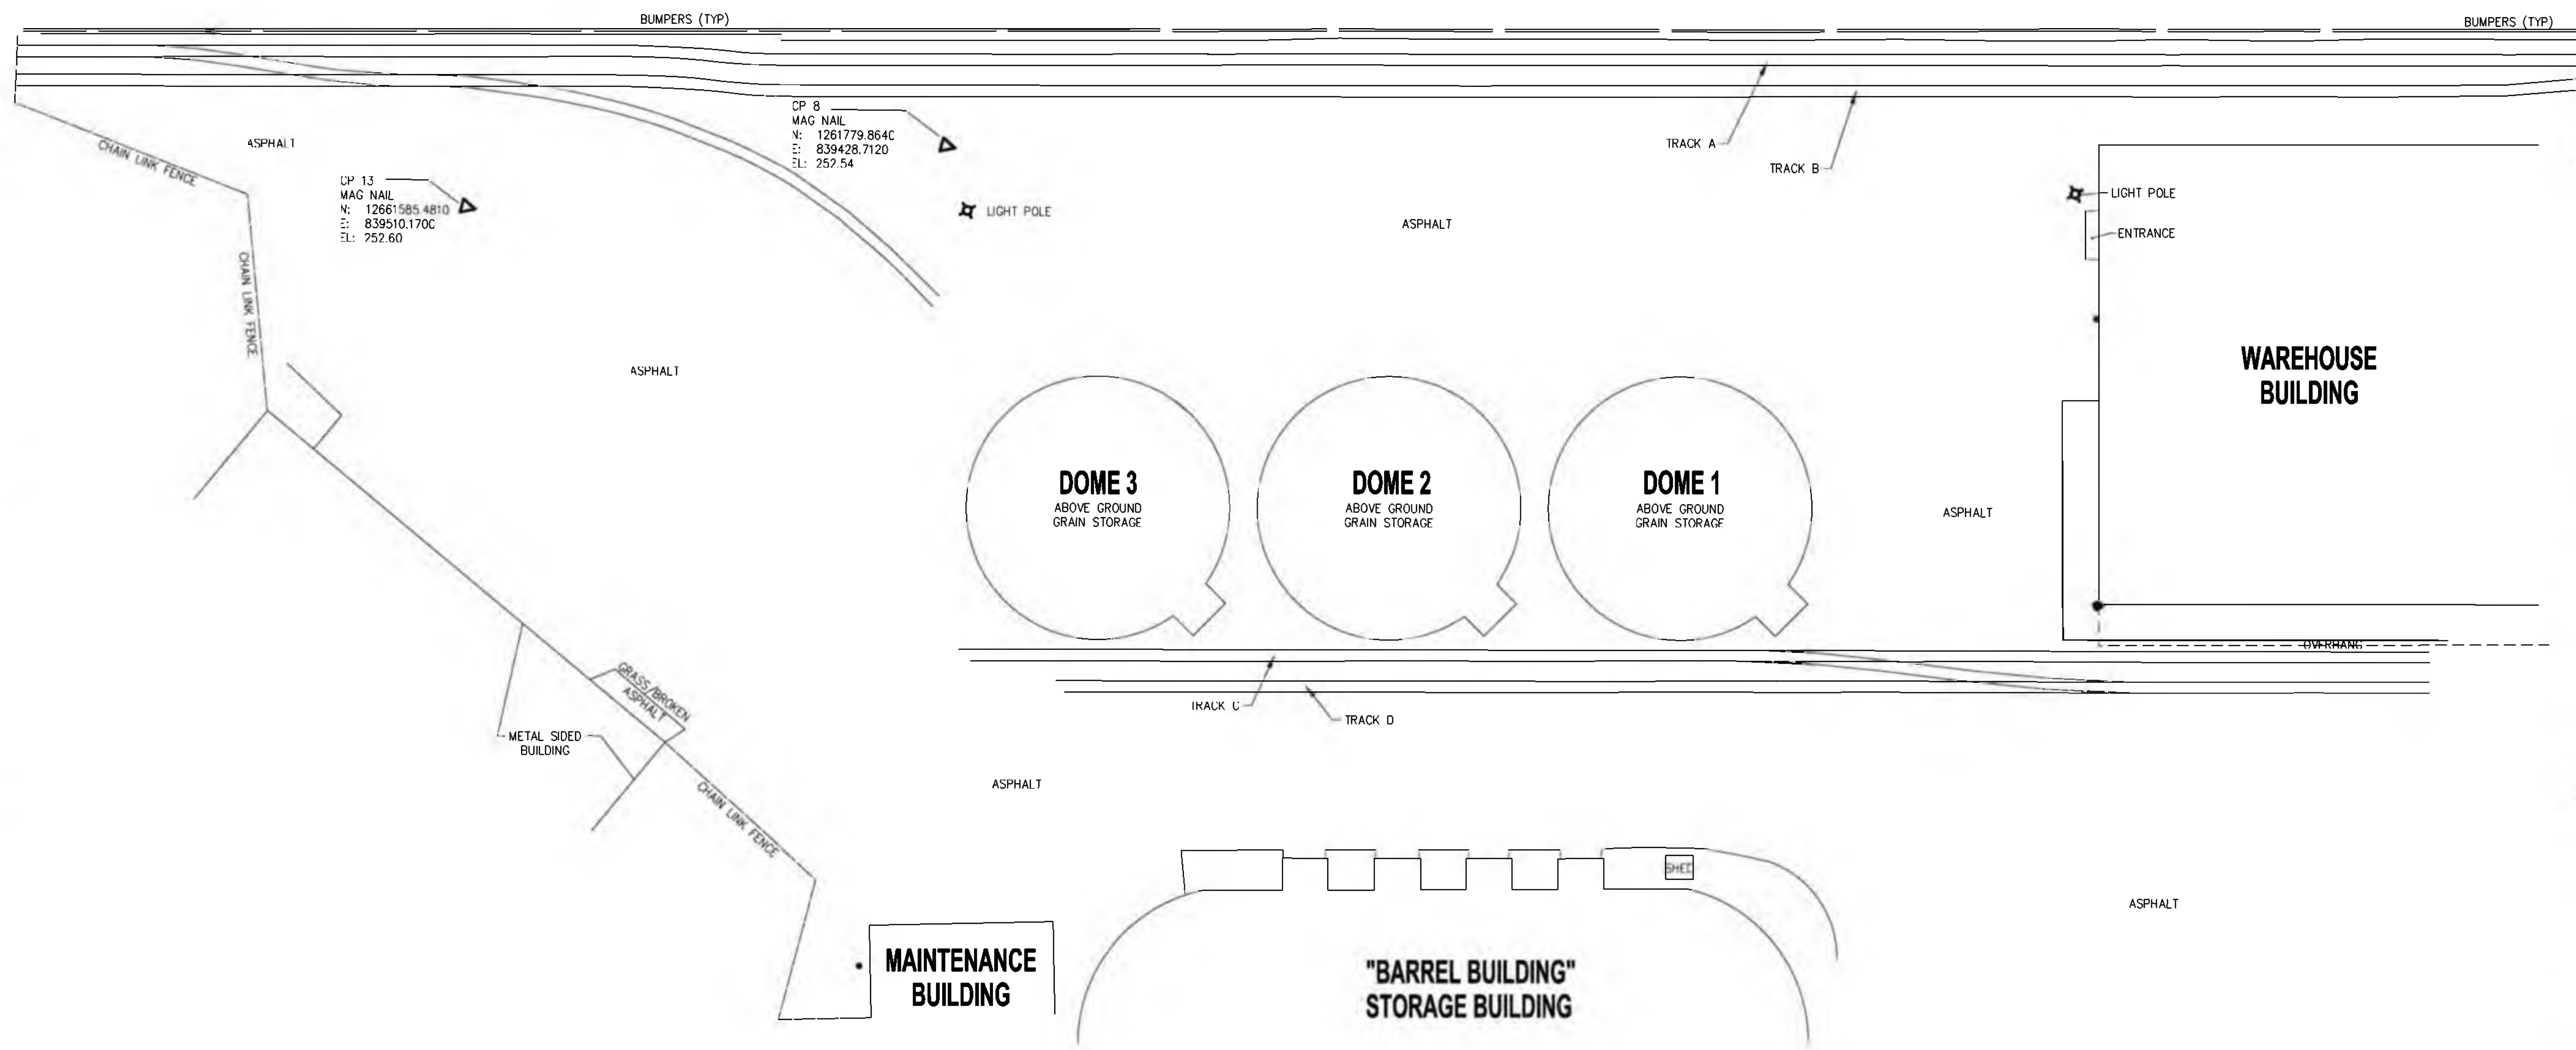 BUMPERS (TYP)
BUMPERS (TYP)
CP 8
MAG NAIL
N: 1261779.8640
E: 839428.7120
EL: 252.54
ASPHALT
CHAIN LINK FENCE
CP 13
MAG NAIL
N: 12661585.4810
E: 839510.1700
EL: 252.60
TRACK A
TRACK B
LIGHT POLE
LIGHT POLE
ASPHALT
ENTRANCE
CHAIN LINK FENCE
ASPHALT
WAREHOUSE
BUILDING
DOME 3
ABOVE GROUND
GRAIN STORAGE
DOME 2
ABOVE GROUND
GRAIN STORAGE
DOME 1
ABOVE GROUND
GRAIN STORAGE
ASPHALT
OVERHANG
GRASS/BROKEN
ASPHALT
TRACK C
TRACK D
METAL SIDED
BUILDING
ASPHALT
CHAIN LINK FENCE
SHED
ASPHALT
MAINTENANCE
BUILDING
"BARREL BUILDING"
STORAGE BUILDING